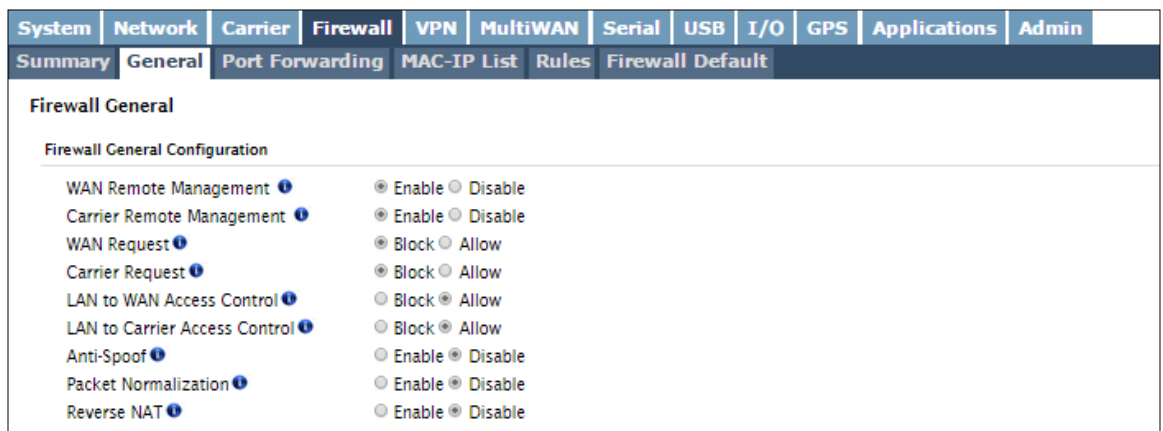 System Network Carrier Firewall VPN MultiWAN Serial USB I/O GPS Applications Admin
Summary General Port Forwarding MAC-IP List Rules Firewall Default
Firewall General
Firewall General Configuration
WAN Remote Management Enable Disable
Carrier Remote Management Enable Disable
WAN Request Block Allow
Carrier Request Block Allow
LAN to WAN Access Control Block Allow
LAN to Carrier Access Control Block Allow
Anti-Spoof Enable Disable
Packet Normalization Enable Disable
Reverse NAT Enable Disable